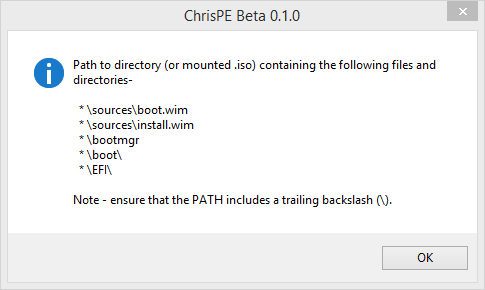 ChrisPE Beta 0.1.0
Path to directory (or mounted .iso) containing the following files and
directories-
* \sources\boot.wim
* \sources\install.wim
* \bootmgr
* \boot\
* \EFI\
Note - ensure that the PATH includes a trailing backslash (\).
OK